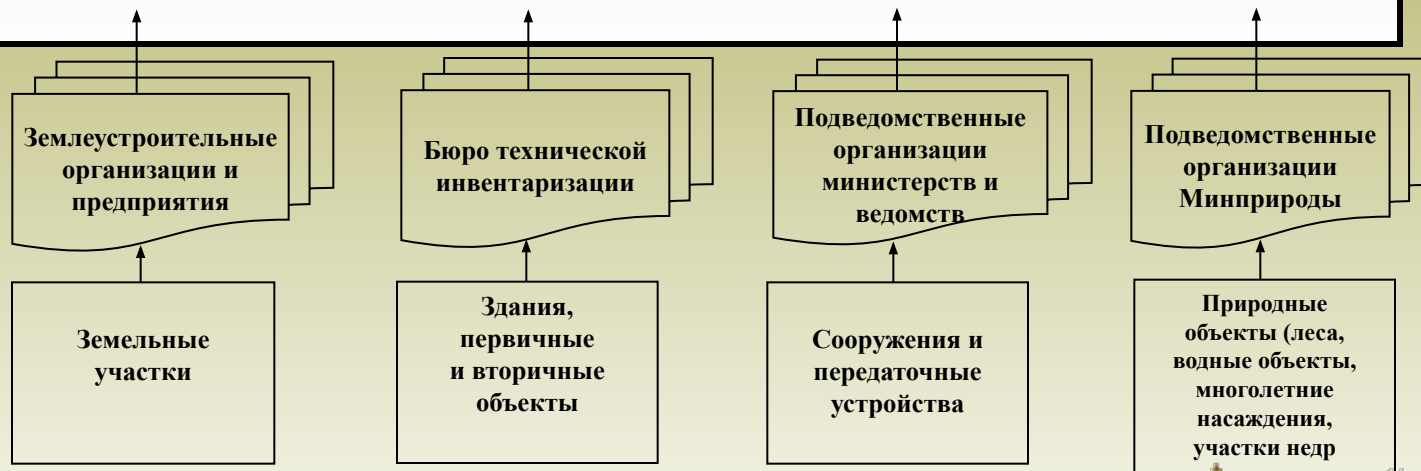 Землеустроительные
организации и
предприятия
Бюро технической
инвентаризации
Подведомственные
организации
министерств и
ведомств
Подведомственные
организации
Минприроды
Земельные
участки
Здания,
первичные
и вторичные
объекты
Сооружения и
передаточные
устройства
Природные
объекты (леса,
водные объекты,
многолетние
насаждения,
участки недр